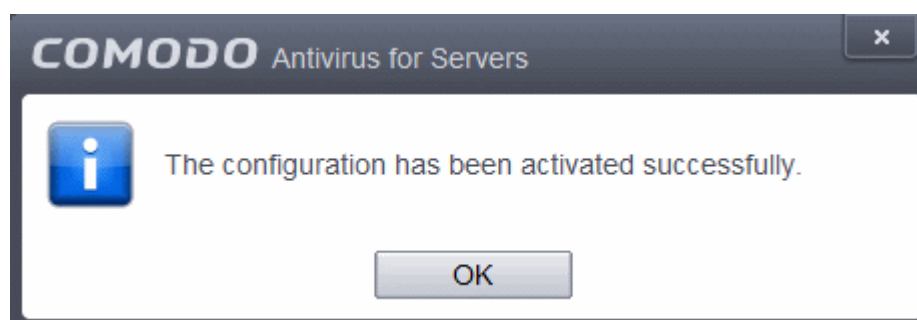 COMODO Antivirus for Servers
The configuration has been activated successfully.
OK